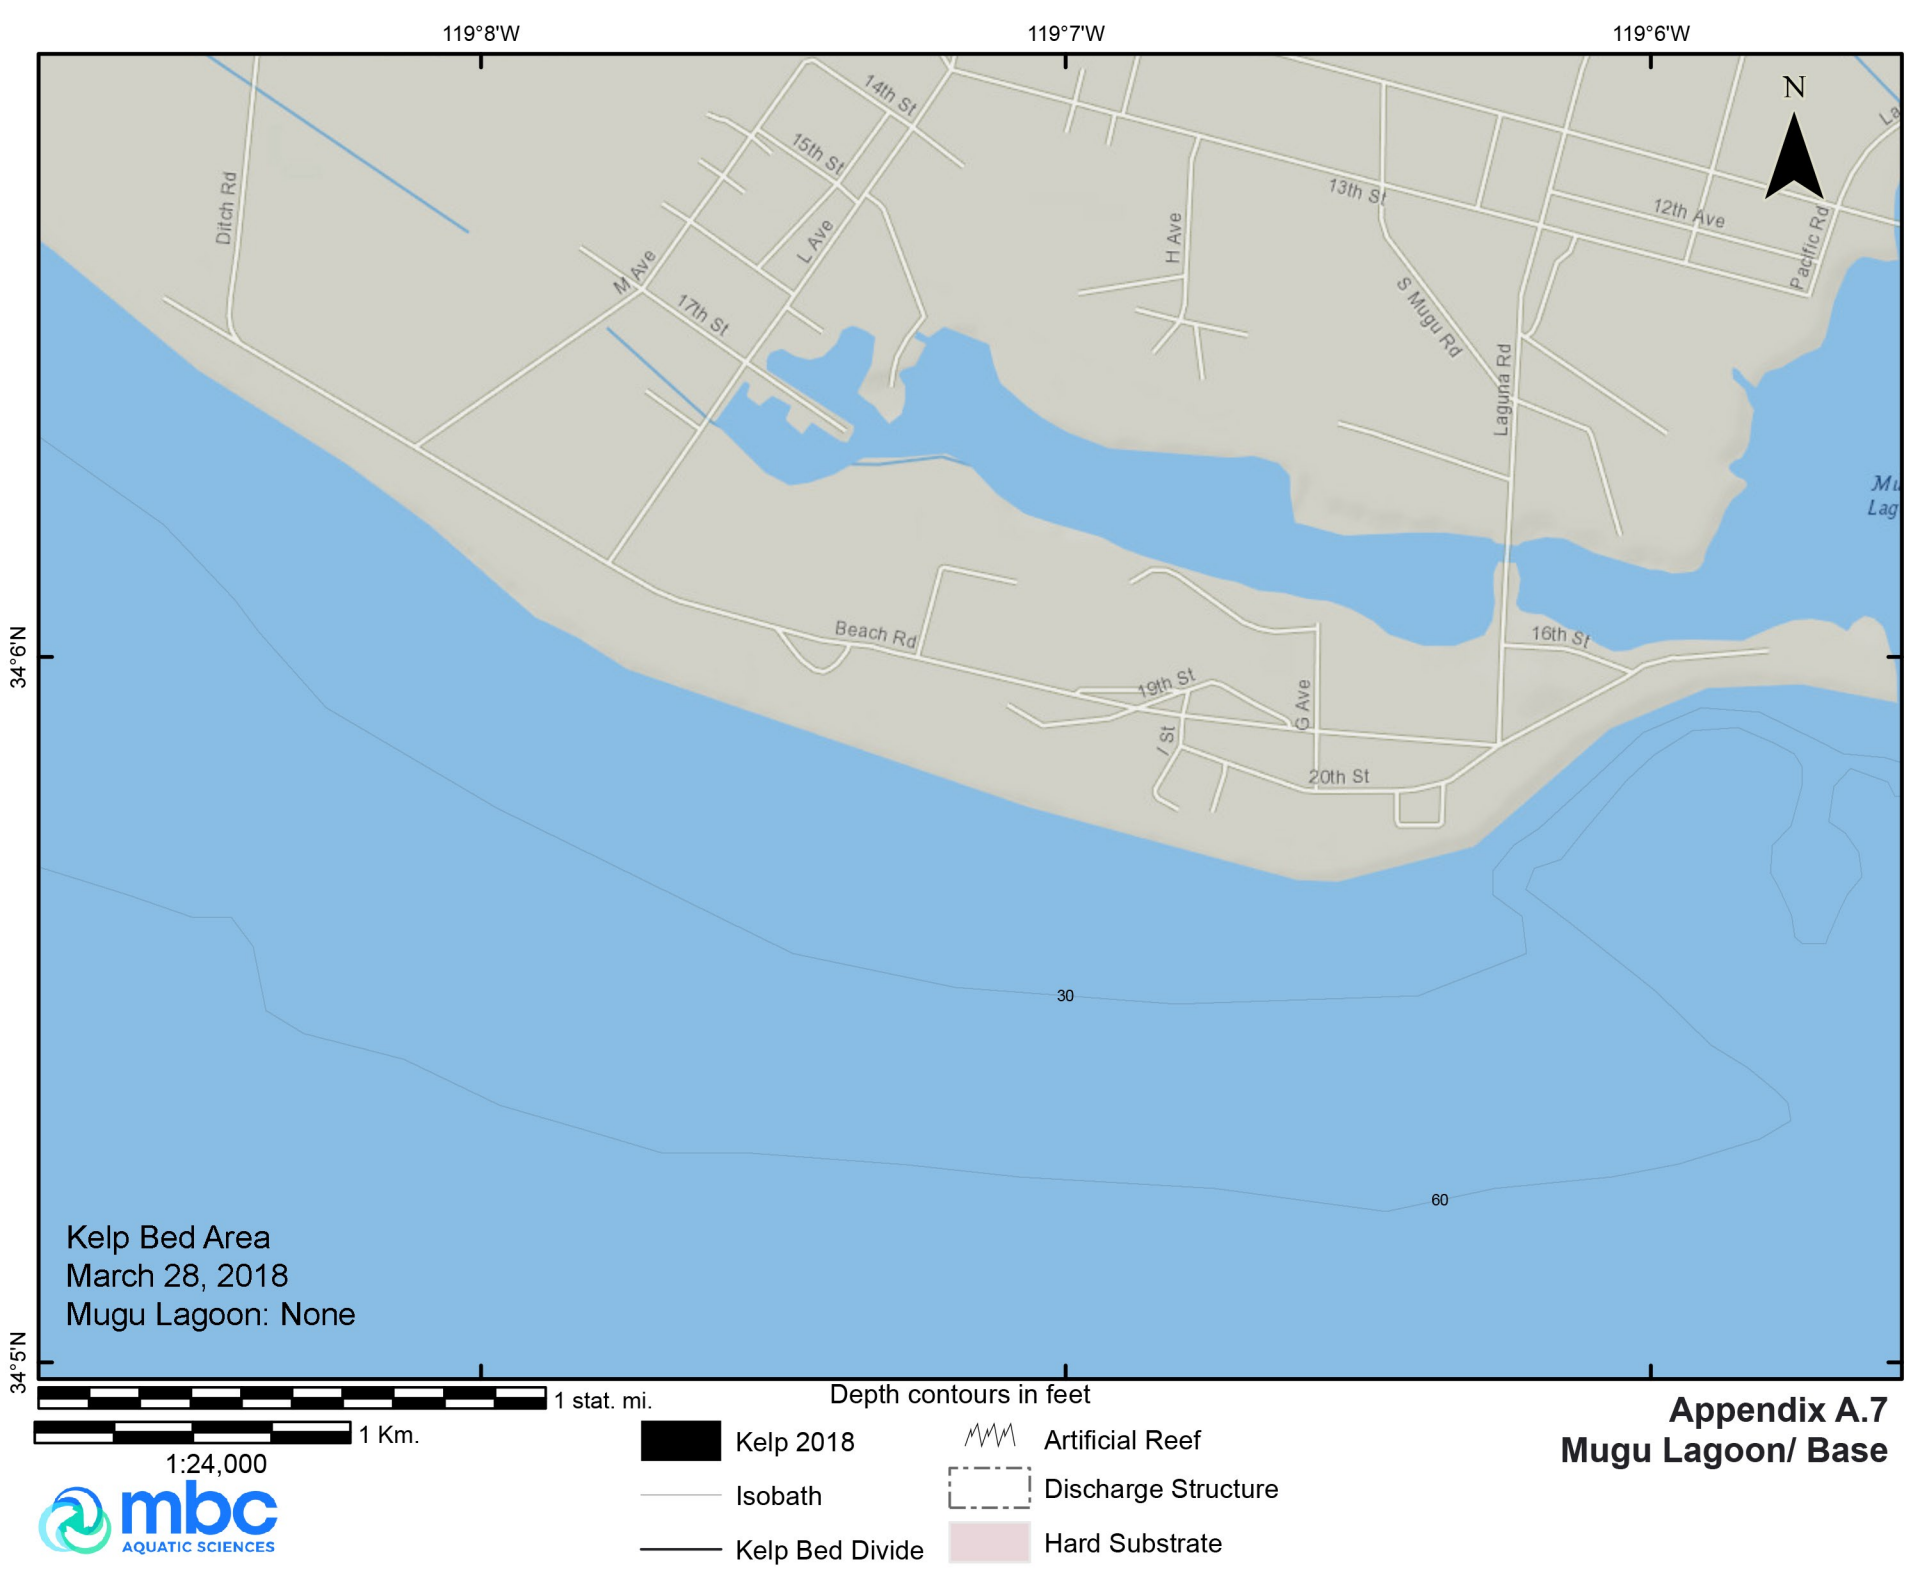 119°8'W
119°7'W
119°6'W
N
14th St
15th St
La
Ditch Rd
13th St
12th Ave
L Ave
H Ave
Pacific Rd
M Ave
17th St
S Mugu Rd
Laguna Rd
Mu
Lag
34°6'N
Beach Rd
16th St
19th St
G Ave
I St
20th St
30
60
Kelp Bed Area
March 28, 2018
Mugu Lagoon: None
34°5'N
1 stat. mi.
1 Km.
1:24,000
mbc
AQUATIC SCIENCES
Depth contours in feet
Kelp 2018
Isobath
Kelp Bed Divide
Artificial Reef
Discharge Structure
Hard Substrate
Appendix A.7
Mugu Lagoon/ Base